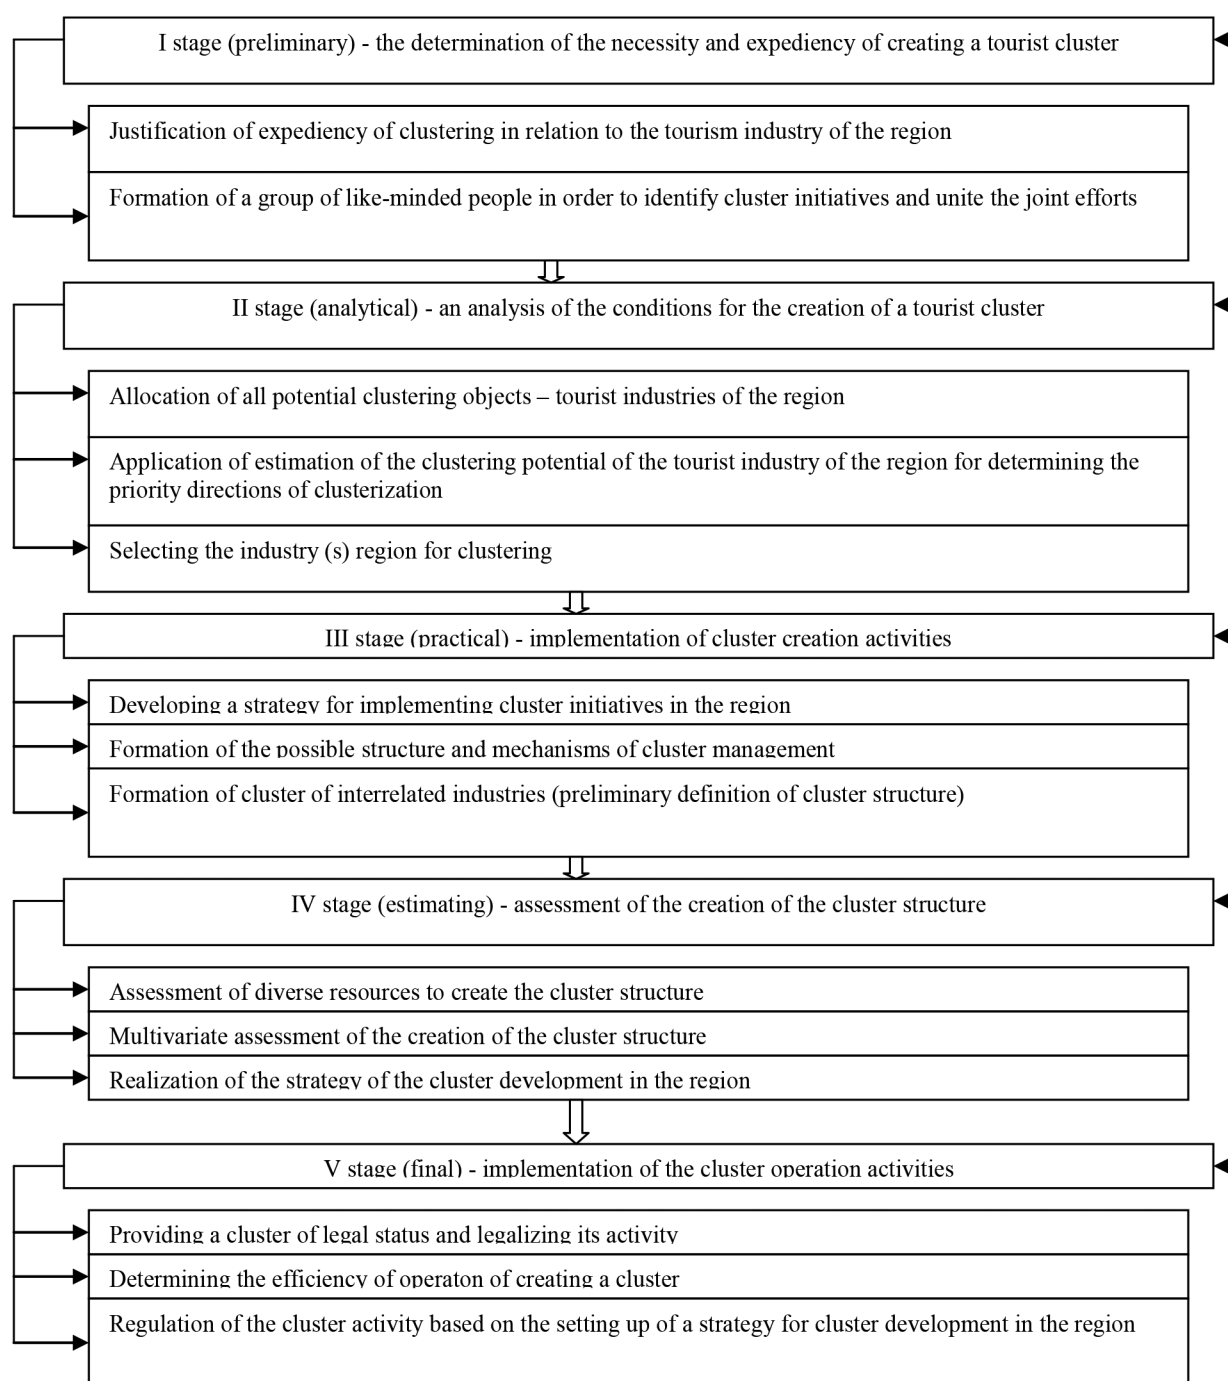 I stage (preliminary) - the determination of the necessity and expediency of creating a tourist cluster
Justification of expediency of clustering in relation to the tourism industry of the region
Formation of a group of like-minded people in order to identify cluster initiatives and unite the joint efforts
II stage (analytical) - an analysis of the conditions for the creation of a tourist cluster
Allocation of all potential clustering objects – tourist industries of the region
Application of estimation of the clustering potential of the tourist industry of the region for determining the
priority directions of clusterization
Selecting the industry (s) region for clustering
III stage (practical) - implementation of cluster creation activities
Developing a strategy for implementing cluster initiatives in the region
Formation of the possible structure and mechanisms of cluster management
Formation of cluster of interrelated industries (preliminary definition of cluster structure)
IV stage (estimating) - assessment of the creation of the cluster structure
Assessment of diverse resources to create the cluster structure
Multivariate assessment of the creation of the cluster structure
Realization of the strategy of the cluster development in the region
V stage (final) - implementation of the cluster operation activities
Providing a cluster of legal status and legalizing its activity
Determining the efficiency of operaton of creating a cluster
Regulation of the cluster activity based on the setting up of a strategy for cluster development in the region